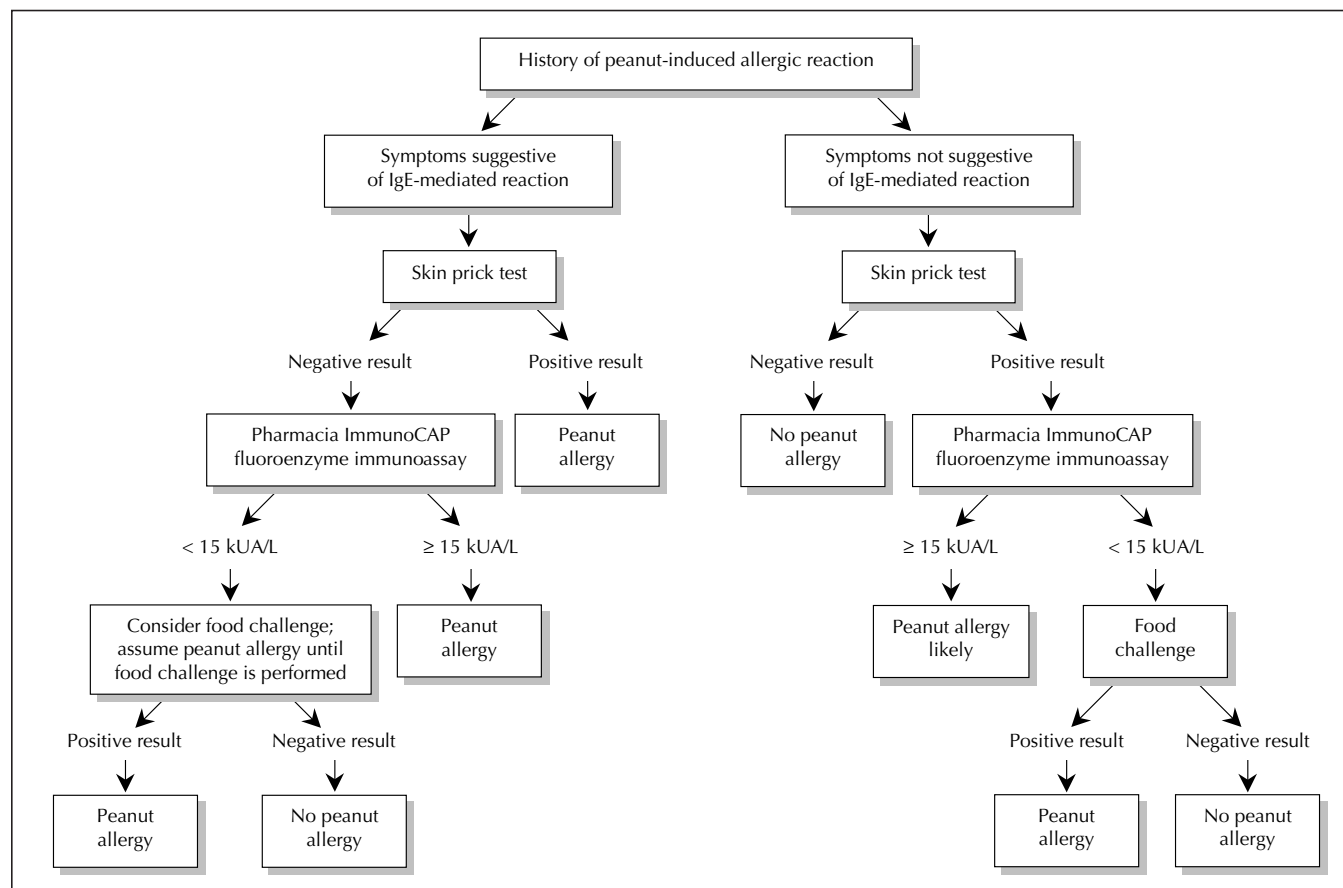 History of peanut-induced allergic reaction
Symptoms suggestive
of IgE-mediated reaction
Symptoms not suggestive
of IgE-mediated reaction
Skin prick test
Skin prick test
Negative result
Positive result
Negative result
Positive result
Pharmacia ImmunoCAP
fluoroenzyme immunoassay
Peanut
allergy
No peanut
allergy
Pharmacia ImmunoCAP
fluoroenzyme immunoassay
< 15 kUA/L
≥ 15 kUA/L
≥ 15 kUA/L
< 15 kUA/L
Consider food challenge;
assume peanut allergy until
food challenge is performed
Peanut
allergy
Peanut allergy
likely
Food
challenge
Positive result
Negative result
Positive result
Negative result
Peanut
allergy
No peanut
allergy
Peanut
allergy
No peanut
allergy